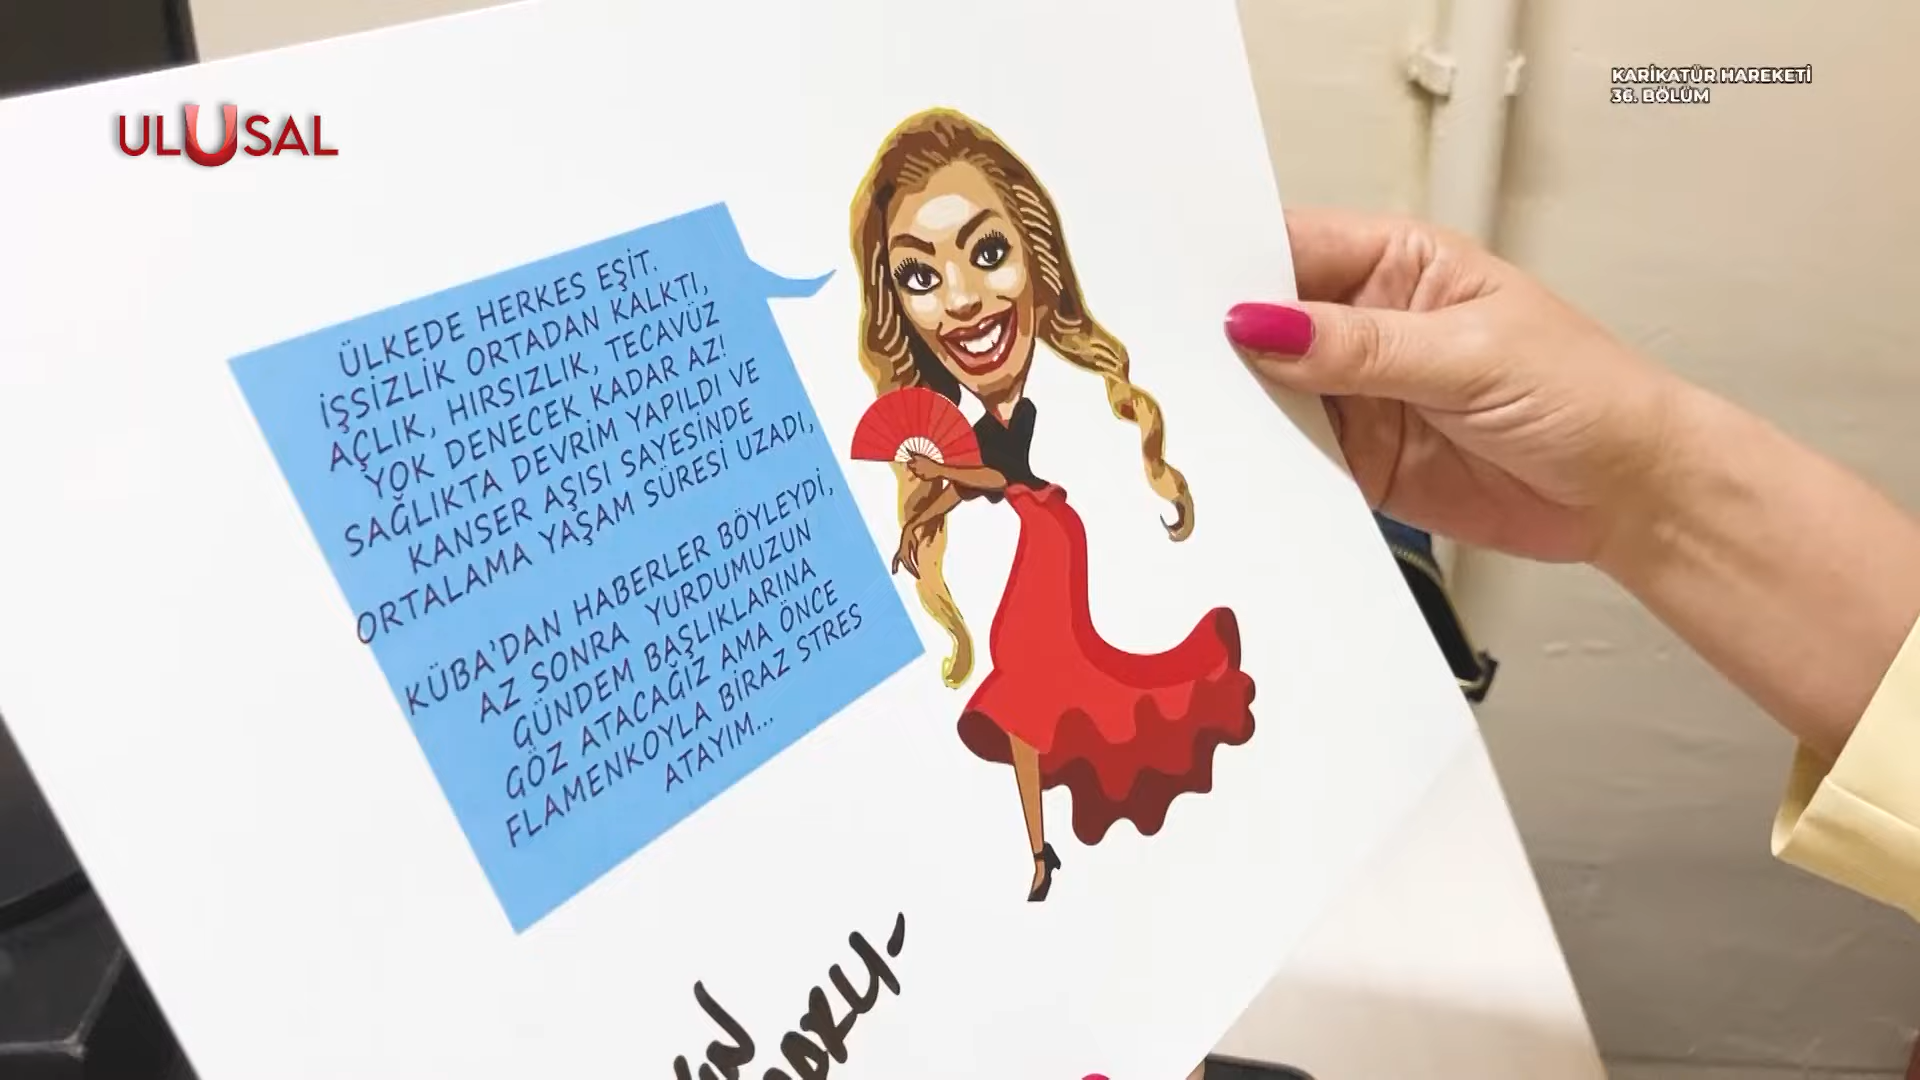 ULUSAL
KARİKATÜR HAREKETİ
36. BÖLÜM
ÜLKEDE HERKES EŞİT.
İŞSİZLİK ORTADAN KALKTI,
AÇLIK, HIRSIZLIK, TECAVÜZ
YOK DENECEK KADAR AZ!
SAĞLIKTA DEVRİM YAPILDI VE
KANSER AŞISI SAYESİNDE
ORTALAMA YAŞAM SÜRESİ UZADI,
KÜBA'DAN HABERLER BÖYLEYDİ,
AZ SONRA YURDUMUZUN
GÜNDEM BAŞLIKLARINA
GÖZ ATACAĞIZ AMA ÖNCE
FLAMENKOYLA BİRAZ STRES
ATAYIM...